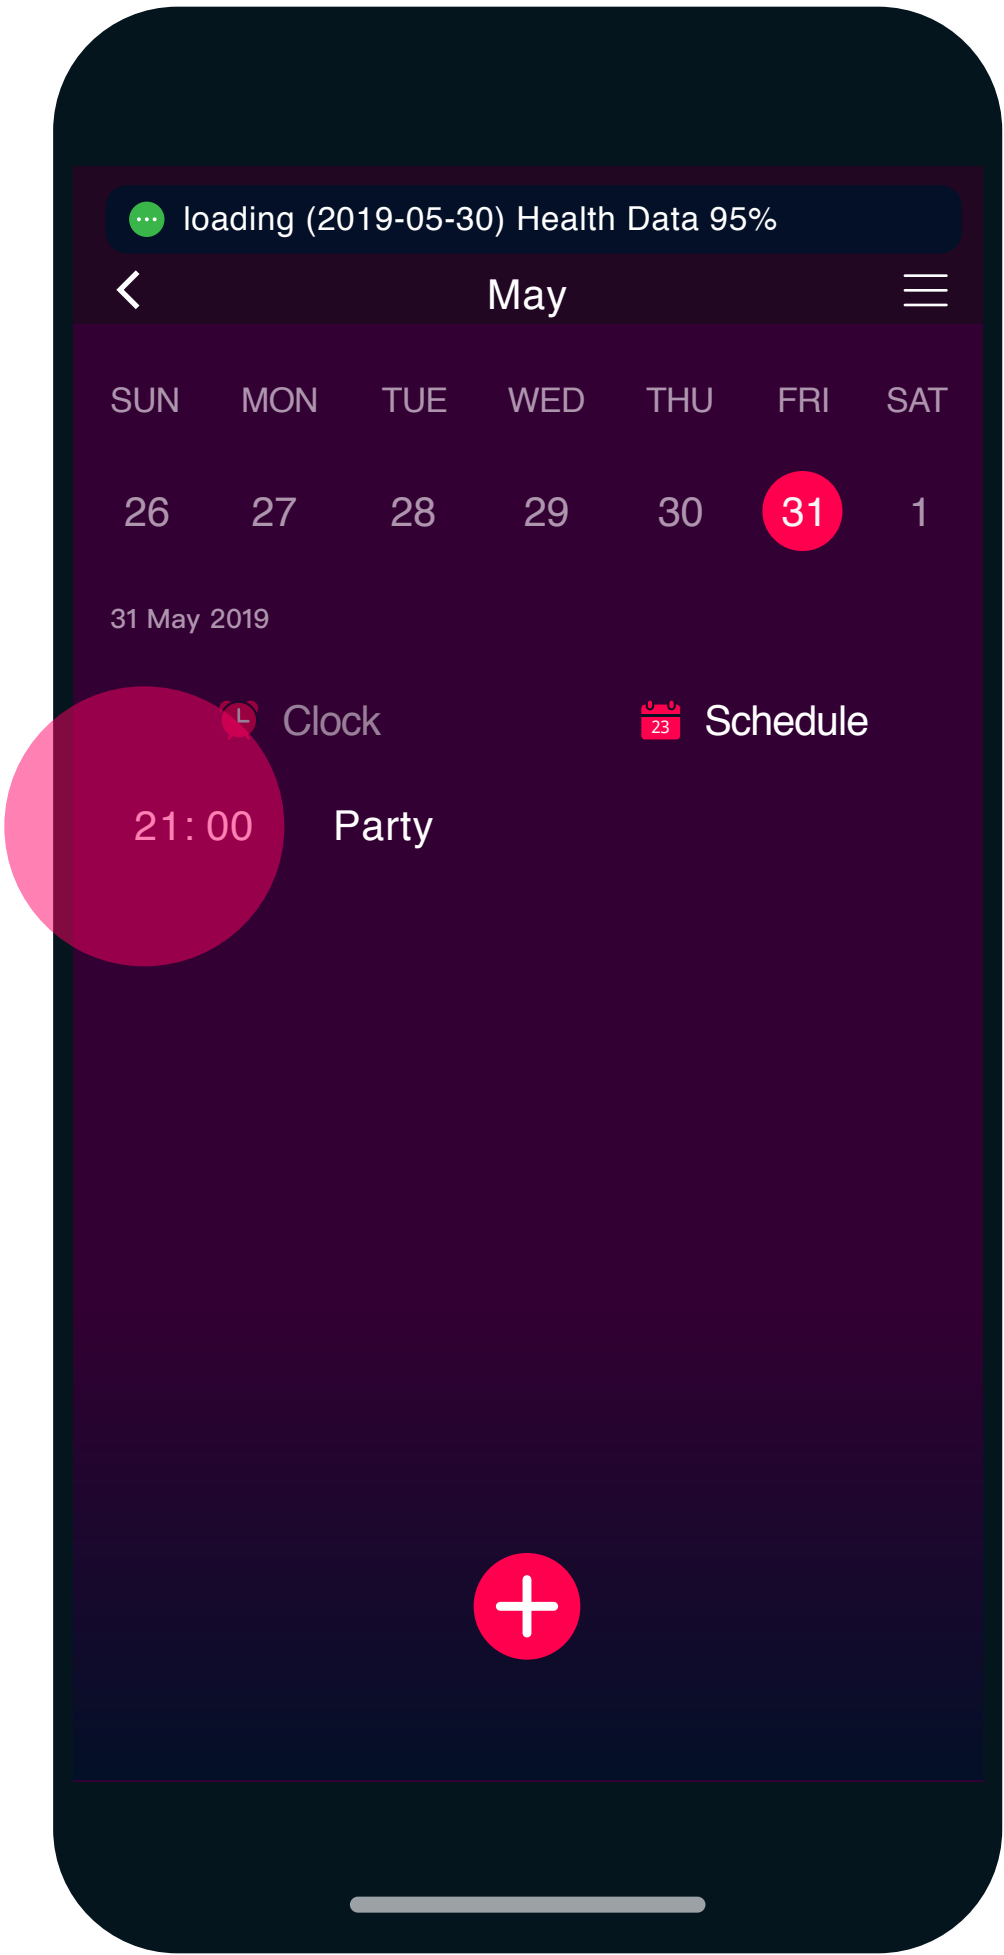 loading (2019-05-30) Health Data 95%
May
SUN MON TUE WED THU FRI SAT
26 27 28 29 30 31 1
31 May 2019
Clock 23 Schedule
21: 00 Party